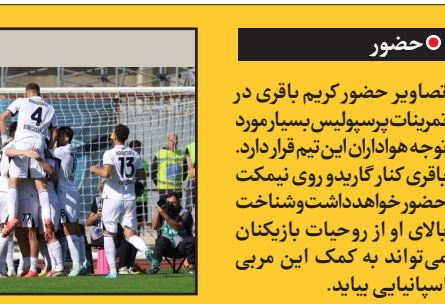 حضور
تصاویر حضور کریم باقری در
تمرینات پرسپولیس بسیار مورد
توجه هواداران این تیم قرار دارد.
باقری کنار گاریدو روی نیمکت
حضور خواهد داشت و شناخت
بالای او از روحیات بازیکنان
می‌تواند به کمک این مربی
اسپانیایی بیاید.
4
13